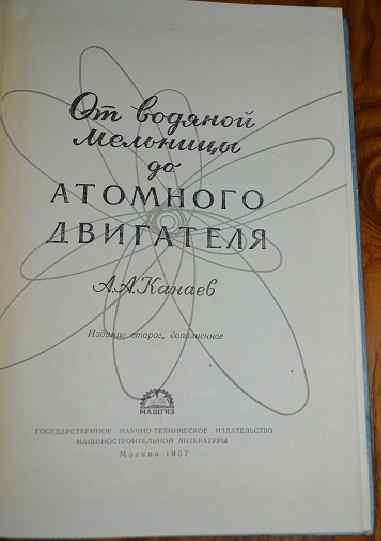 От водяной
мельницы
до
АТОМНОГО
ДВИГАТЕЛЯ
А.А.Канаев
Издание второе, дополненное
МАШГИЗ
ГОСУДАРСТВЕННОЕ НАУЧНО-ТЕХНИЧЕСКОЕ ИЗДАТЕЛЬСТВО
МАШИНОСТРОИТЕЛЬНОЙ ЛИТЕРАТУРЫ
Москва 1957